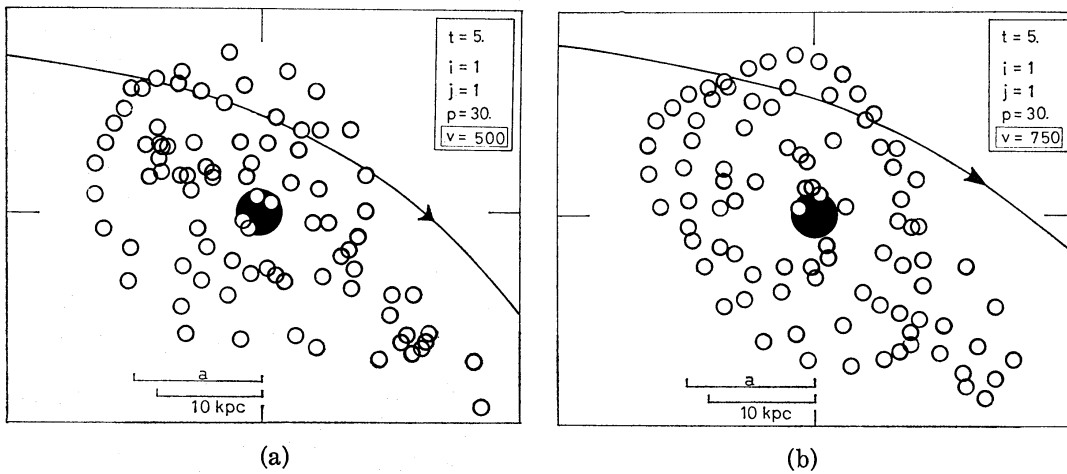 t = 5.
i = 1
j = 1
p = 30.
v = 500
a
10 kpc
(a)
t = 5.
i = 1
j = 1
p = 30.
v = 750
a
10 kpc
(b)